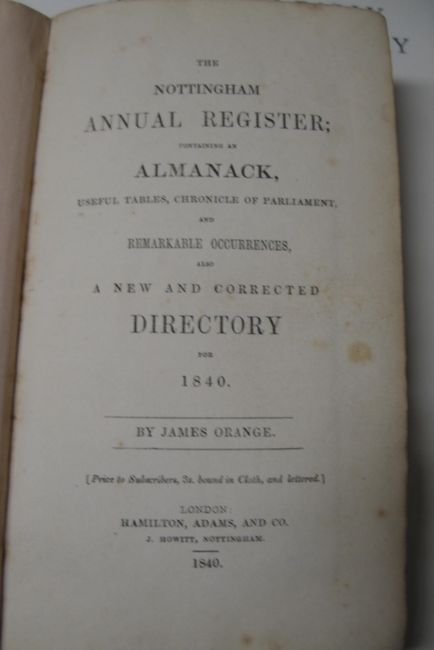 THE
NOTTINGHAM
ANNUAL REGISTER;
CONTAINING AN
ALMANACK,
USEFUL TABLES, CHRONICLE OF PARLIAMENT,
AND
REMARKABLE OCCURRENCES,
ALSO
A NEW AND CORRECTED
DIRECTORY
FOR
1840.
BY JAMES ORANGE.
[Price to Subscribers, 3s. bound in Cloth, and lettered.]
LONDON:
HAMILTON, ADAMS, AND CO.
J. HOWITT, NOTTINGHAM.
1840.